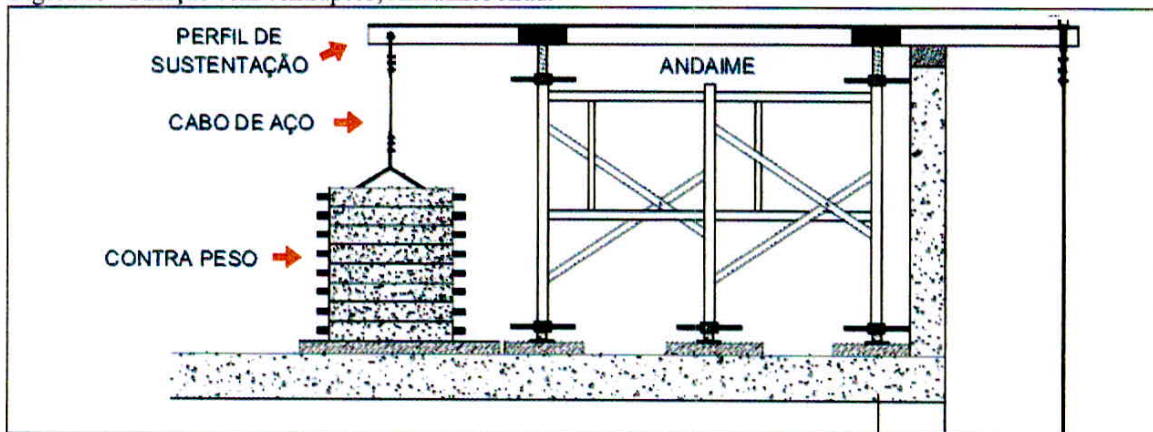 PERFIL DE
SUSTENTAÇÃO
ANDAIME
CABO DE AÇO
CONTRA PESO